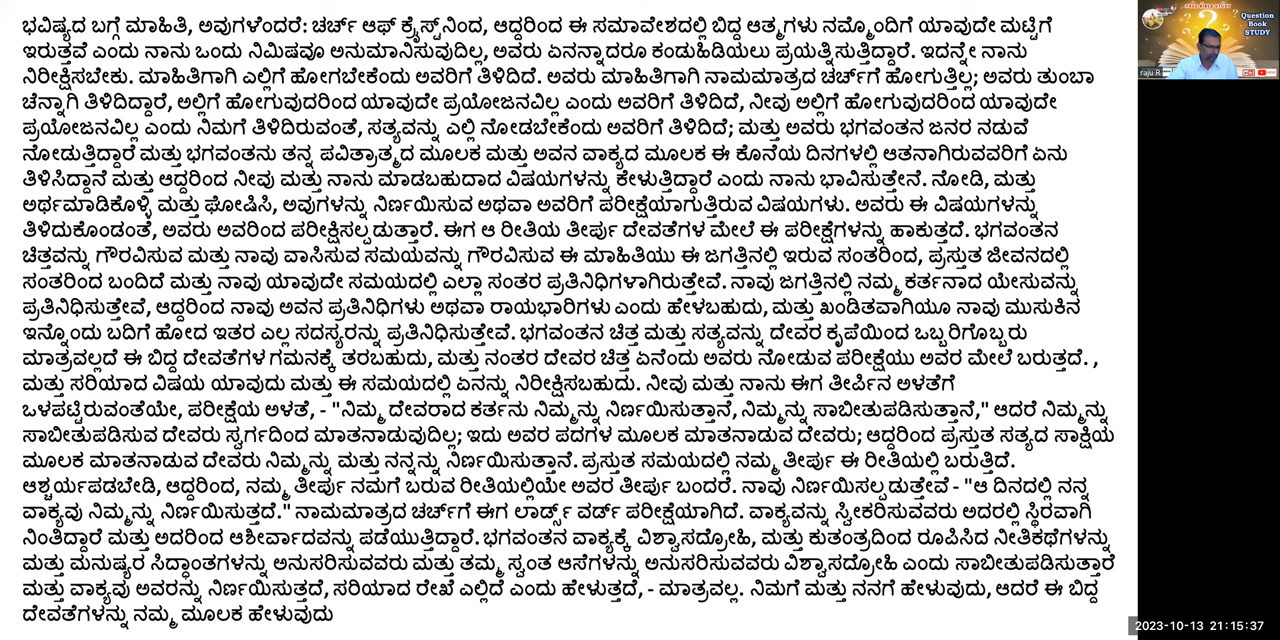 ಭವಿಷ್ಯದ ಬಗ್ಗೆ ಮಾಹಿತಿ, ಅವುಗಳೆಂದರೆ: ಚರ್ಚ್ ಆಫ್ ಕ್ರೈಸ್ಟ್‌ನಿಂದ, ಆದ್ದರಿಂದ ಈ ಸಮಾವೇಶದಲ್ಲಿ ಬಿದ್ದ ಆತ್ಮಗಳು ನಮ್ಮೊಂದಿಗೆ ಯಾವುದೇ ಮಟ್ಟಿಗೆ
ಇರುತ್ತವೆ ಎಂದು ನಾನು ಒಂದು ನಿಮಿಷವೂ ಅನುಮಾನಿಸುವುದಿಲ್ಲ, ಅವರು ಏನನ್ನಾದರೂ ಕಂಡುಹಿಡಿಯಲು ಪ್ರಯತ್ನಿಸುತ್ತಿದ್ದಾರೆ. ಇದನ್ನೇ ನಾನು
ನಿರೀಕ್ಷಿಸಬೇಕು. ಮಾಹಿತಿಗಾಗಿ ಎಲ್ಲಿಗೆ ಹೋಗಬೇಕೆಂದು ಅವರಿಗೆ ತಿಳಿದಿದೆ. ಅವರು ಮಾಹಿತಿಗಾಗಿ ನಾಮಮಾತ್ರದ ಚರ್ಚ್‌ಗೆ ಹೋಗುತ್ತಿಲ್ಲ; ಅವರು ತುಂಬಾ
ಚೆನ್ನಾಗಿ ತಿಳಿದಿದ್ದಾರೆ, ಅಲ್ಲಿಗೆ ಹೋಗುವುದರಿಂದ ಯಾವುದೇ ಪ್ರಯೋಜನವಿಲ್ಲ ಎಂದು ಅವರಿಗೆ ತಿಳಿದಿದೆ, ನೀವು ಅಲ್ಲಿಗೆ ಹೋಗುವುದರಿಂದ ಯಾವುದೇ
ಪ್ರಯೋಜನವಿಲ್ಲ ಎಂದು ನಿಮಗೆ ತಿಳಿದಿರುವಂತೆ, ಸತ್ಯವನ್ನು ಎಲ್ಲಿ ನೋಡಬೇಕೆಂದು ಅವರಿಗೆ ತಿಳಿದಿದೆ; ಮತ್ತು ಅವರು ಭಗವಂತನ ಜನರ ನಡುವೆ
ನೋಡುತ್ತಿದ್ದಾರೆ ಮತ್ತು ಭಗವಂತನು ತನ್ನ ಪವಿತ್ರಾತ್ಮದ ಮೂಲಕ ಮತ್ತು ಅವನ ವಾಕ್ಯದ ಮೂಲಕ ಈ ಕೊನೆಯ ದಿನಗಳಲ್ಲಿ ಆತನಾಗಿರುವವರಿಗೆ ಏನು
ತಿಳಿಸಿದ್ದಾನೆ ಮತ್ತು ಆದ್ದರಿಂದ ನೀವು ಮತ್ತು ನಾನು ಮಾಡಬಹುದಾದ ವಿಷಯಗಳನ್ನು ಕೇಳುತ್ತಿದ್ದಾರೆ ಎಂದು ನಾನು ಭಾವಿಸುತ್ತೇನೆ. ನೋಡಿ, ಮತ್ತು
ಅರ್ಥಮಾಡಿಕೊಳ್ಳಿ ಮತ್ತು ಘೋಷಿಸಿ, ಅವುಗಳನ್ನು ನಿರ್ಣಯಿಸುವ ಅಥವಾ ಅವರಿಗೆ ಪರೀಕ್ಷೆಯಾಗುತ್ತಿರುವ ವಿಷಯಗಳು. ಅವರು ಈ ವಿಷಯಗಳನ್ನು
ತಿಳಿದುಕೊಂಡಂತೆ, ಅವರು ಅವರಿಂದ ಪರೀಕ್ಷಿಸಲ್ಪಡುತ್ತಾರೆ. ಈಗ ಆ ರೀತಿಯ ತೀರ್ಪು ದೇವತೆಗಳ ಮೇಲೆ ಈ ಪರೀಕ್ಷೆಗಳನ್ನು ಹಾಕುತ್ತದೆ. ಭಗವಂತನ
ಚಿತ್ತವನ್ನು ಗೌರವಿಸುವ ಮತ್ತು ನಾವು ವಾಸಿಸುವ ಸಮಯವನ್ನು ಗೌರವಿಸುವ ಈ ಮಾಹಿತಿಯು ಈ ಜಗತ್ತಿನಲ್ಲಿ ಇರುವ ಸಂತರಿಂದ, ಪ್ರಸ್ತುತ ಜೀವನದಲ್ಲಿ
ಸಂತರಿಂದ ಬಂದಿದೆ ಮತ್ತು ನಾವು ಯಾವುದೇ ಸಮಯದಲ್ಲಿ ಎಲ್ಲಾ ಸಂತರ ಪ್ರತಿನಿಧಿಗಳಾಗಿರುತ್ತೇವೆ. ನಾವು ಜಗತ್ತಿನಲ್ಲಿ ನಮ್ಮ ಕರ್ತನಾದ ಯೇಸುವನ್ನು
ಪ್ರತಿನಿಧಿಸುತ್ತೇವೆ, ಆದ್ದರಿಂದ ನಾವು ಅವನ ಪ್ರತಿನಿಧಿಗಳು ಅಥವಾ ರಾಯಭಾರಿಗಳು ಎಂದು ಹೇಳಬಹುದು, ಮತ್ತು ಖಂಡಿತವಾಗಿಯೂ ನಾವು ಮುಸುಕಿನ
ಇನ್ನೊಂದು ಬದಿಗೆ ಹೋದ ಇತರ ಎಲ್ಲ ಸದಸ್ಯರನ್ನು ಪ್ರತಿನಿಧಿಸುತ್ತೇವೆ. ಭಗವಂತನ ಚಿತ್ತ ಮತ್ತು ಸತ್ಯವನ್ನು ದೇವರ ಕೃಪೆಯಿಂದ ಒಬ್ಬರಿಗೊಬ್ಬರು
ಮಾತ್ರವಲ್ಲದೆ ಈ ಬಿದ್ದ ದೇವತೆಗಳ ಗಮನಕ್ಕೆ ತರಬಹುದು, ಮತ್ತು ನಂತರ ದೇವರ ಚಿತ್ತ ಏನೆಂದು ಅವರು ನೋಡುವ ಪರೀಕ್ಷೆಯು ಅವರ ಮೇಲೆ ಬರುತ್ತದೆ. ,
ಮತ್ತು ಸರಿಯಾದ ವಿಷಯ ಯಾವುದು ಮತ್ತು ಈ ಸಮಯದಲ್ಲಿ ಏನನ್ನು ನಿರೀಕ್ಷಿಸಬಹುದು. ನೀವು ಮತ್ತು ನಾನು ಈಗ ತೀರ್ಪಿನ ಅಳತೆಗೆ
ಒಳಪಟ್ಟಿರುವಂತೆಯೇ, ಪರೀಕ್ಷೆಯ ಅಳತೆ, - "ನಿಮ್ಮ ದೇವರಾದ ಕರ್ತನು ನಿಮ್ಮನ್ನು ನಿರ್ಣಯಿಸುತ್ತಾನೆ, ನಿಮ್ಮನ್ನು ಸಾಬೀತುಪಡಿಸುತ್ತಾನೆ," ಆದರೆ ನಿಮ್ಮನ್ನು
ಸಾಬೀತುಪಡಿಸುವ ದೇವರು ಸ್ವರ್ಗದಿಂದ ಮಾತನಾಡುವುದಿಲ್ಲ; ಇದು ಅವರ ಪದಗಳ ಮೂಲಕ ಮಾತನಾಡುವ ದೇವರು; ಆದ್ದರಿಂದ ಪ್ರಸ್ತುತ ಸತ್ಯದ ಸಾಕ್ಷಿಯ
ಮೂಲಕ ಮಾತನಾಡುವ ದೇವರು ನಿಮ್ಮನ್ನು ಮತ್ತು ನನ್ನನ್ನು ನಿರ್ಣಯಿಸುತ್ತಾನೆ. ಪ್ರಸ್ತುತ ಸಮಯದಲ್ಲಿ ನಮ್ಮ ತೀರ್ಪು ಈ ರೀತಿಯಲ್ಲಿ ಬರುತ್ತಿದೆ.
ಆಶ್ಚರ್ಯಪಡಬೇಡಿ, ಆದ್ದರಿಂದ, ನಮ್ಮ ತೀರ್ಪು ನಮಗೆ ಬರುವ ರೀತಿಯಲ್ಲಿಯೇ ಅವರ ತೀರ್ಪು ಬಂದರೆ. ನಾವು ನಿರ್ಣಯಿಸಲ್ಪಡುತ್ತೇವೆ - "ಆ ದಿನದಲ್ಲಿ ನನ್ನ
ವಾಕ್ಯವು ನಿಮ್ಮನ್ನು ನಿರ್ಣಯಿಸುತ್ತದೆ." ನಾಮಮಾತ್ರದ ಚರ್ಚ್‌ಗೆ ಈಗ ಲಾರ್ಡ್ಸ್ ವರ್ಡ್ ಪರೀಕ್ಷೆಯಾಗಿದೆ. ವಾಕ್ಯವನ್ನು ಸ್ವೀಕರಿಸುವವರು ಅದರಲ್ಲಿ ಸ್ಥಿರವಾಗಿ
ನಿಂತಿದ್ದಾರೆ ಮತ್ತು ಅದರಿಂದ ಆಶೀರ್ವಾದವನ್ನು ಪಡೆಯುತ್ತಿದ್ದಾರೆ. ಭಗವಂತನ ವಾಕ್ಯಕ್ಕೆ ವಿಶ್ವಾಸದ್ರೋಹಿ, ಮತ್ತು ಕುತಂತ್ರದಿಂದ ರೂಪಿಸಿದ ನೀತಿಕಥೆಗಳನ್ನು
ಮತ್ತು ಮನುಷ್ಯರ ಸಿದ್ಧಾಂತಗಳನ್ನು ಅನುಸರಿಸುವವರು ಮತ್ತು ತಮ್ಮ ಸ್ವಂತ ಆಸೆಗಳನ್ನು ಅನುಸರಿಸುವವರು ವಿಶ್ವಾಸದ್ರೋಹಿ ಎಂದು ಸಾಬೀತುಪಡಿಸುತ್ತಾರೆ
ಮತ್ತು ವಾಕ್ಯವು ಅವರನ್ನು ನಿರ್ಣಯಿಸುತ್ತದೆ, ಸರಿಯಾದ ರೇಖೆ ಎಲ್ಲಿದೆ ಎಂದು ಹೇಳುತ್ತದೆ, - ಮಾತ್ರವಲ್ಲ. ನಿಮಗೆ ಮತ್ತು ನನಗೆ ಹೇಳುವುದು, ಆದರೆ ಈ ಬಿದ್ದ
ದೇವತೆಗಳನ್ನು ನಮ್ಮ ಮೂಲಕ ಹೇಳುವುದು
Question
Book
STUDY
raju R
2023-10-13 21:15:37